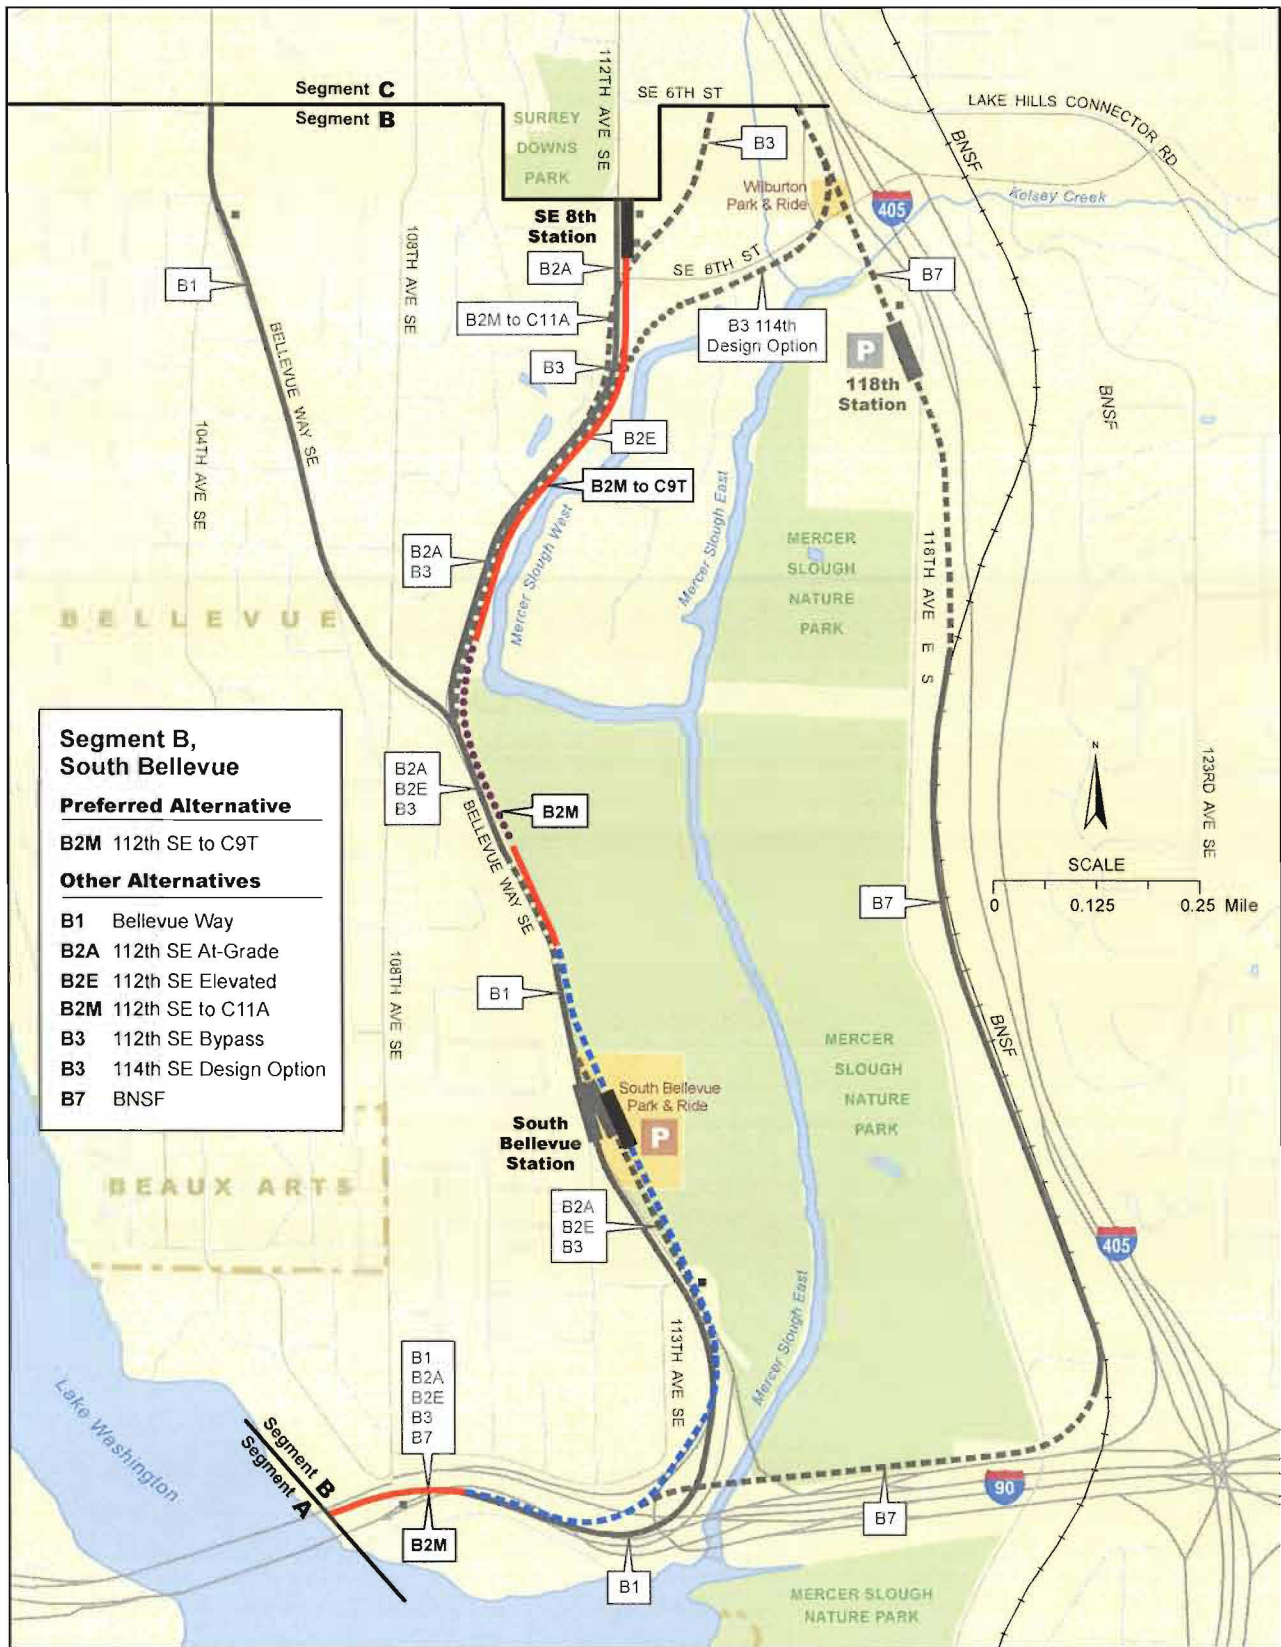 Segment C
Segment B
112TH AVE SE
SE 6TH ST
SURREY
DOWNS
PARK
B3
LAKE HILLS CONNECTOR RD
BNSF
Wilburton
Park & Ride
405
Kelsey Creek
SE 8th
Station
108TH AVE SE
B2A
SE 8TH ST
B7
B1
B2M to C11A
B3 114th
Design Option
P
118th
Station
B3
BELLEVUE WAY SE
BNSF
104TH AVE SE
B2E
B2M to C9T
Mercer Slough West
Mercer Slough East
MERCER
SLOUGH
NATURE
PARK
118TH AVE E S
B2A
B3
BELLEVUE
Segment B,
South Bellevue
Preferred Alternative
B2M 112th SE to C9T
Other Alternatives
B1 Bellevue Way
B2A 112th SE At-Grade
B2E 112th SE Elevated
B2M 112th SE to C11A
B3 112th SE Bypass
B3 114th SE Design Option
B7 BNSF
B2A
B2E
B3
B2M
BELLEVUE WAY SE
N
123RD AVE SE
SCALE
0 0.125 0.25 Mile
B7
108TH AVE SE
B1
BNSF
MERCER
SLOUGH
NATURE
PARK
South Bellevue
Park & Ride
P
South
Bellevue
Station
BEAUX ARTS
B2A
B2E
B3
405
113TH AVE SE
Mercer Slough East
B1
B2A
B2E
B3
B7
Lake Washington
Segment B
Segment A
B2M
90
B7
B1
MERCER SLOUGH
NATURE PARK